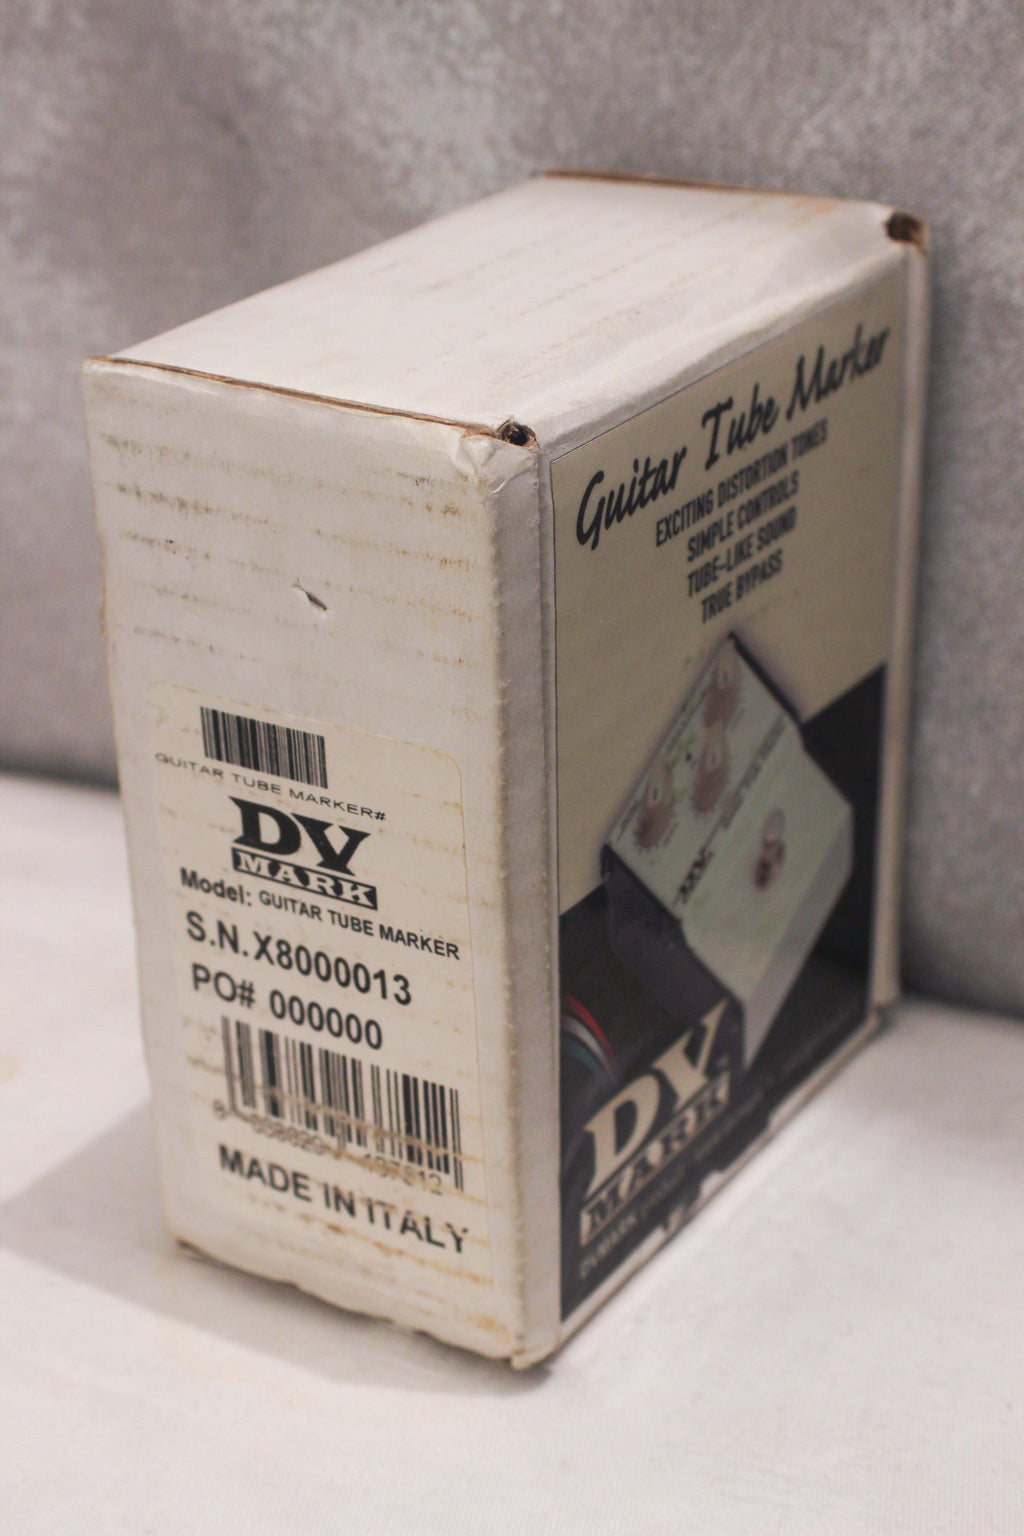 GUITAR TUBE MARKER#
DV
MARK
Model: GUITAR TUBE MARKER
S.N.X8000013
PO# 000000
MADE IN ITALY
Guitar Tube Marker
EXCITING DISTORTION TONES
SIMPLE CONTROLS
TUBE-LIKE SOUND
TRUE BYPASS
DV
DV
MARK